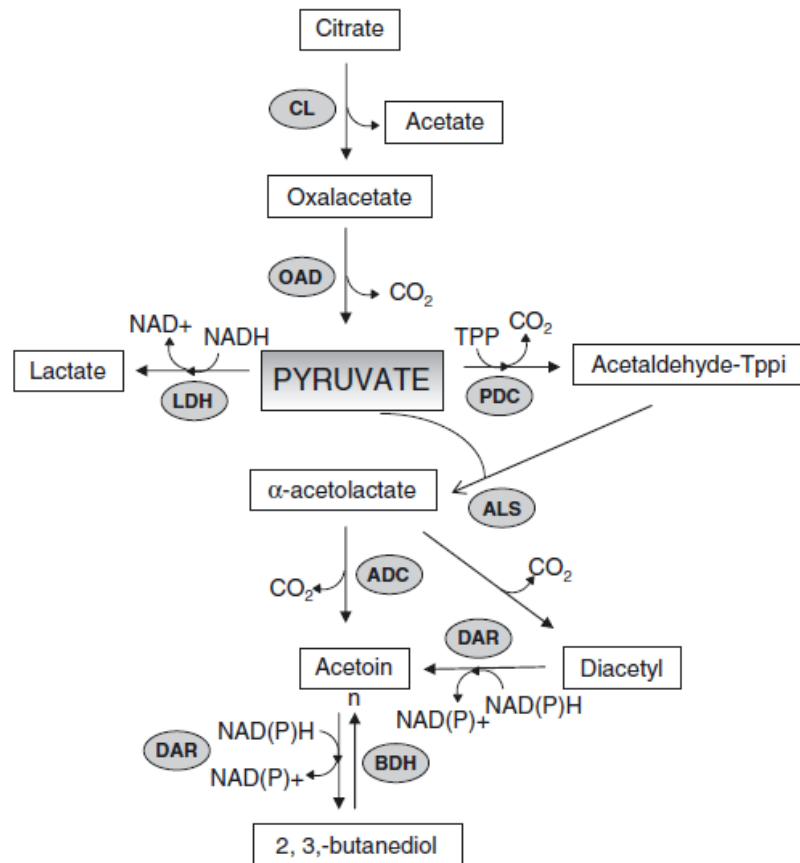 Citrate
CL
Acetate
Oxalacetate
OAD
CO2
NAD+ NADH
TPP CO2
Lactate
PYRUVATE
Acetaldehyde-Tppi
LDH
PDC
α-acetolactate
ALS
CO2
ADC
CO2
DAR
Acetoin
Diacetyl
n
NAD(P)+ NAD(P)H
DAR
NAD(P)H
NAD(P)+
BDH
2, 3,-butanediol